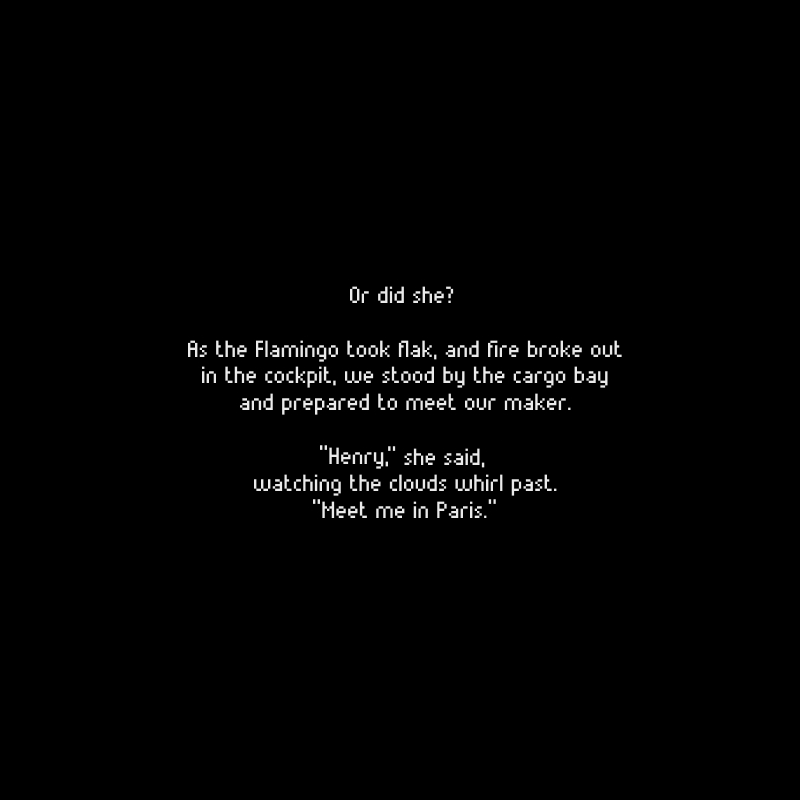 Or did she?
As the Flamingo took flak, and fire broke out
in the cockpit, we stood by the cargo bay
and prepared to meet our maker.
"Henry," she said,
watching the clouds whirl past.
"Meet me in Paris."